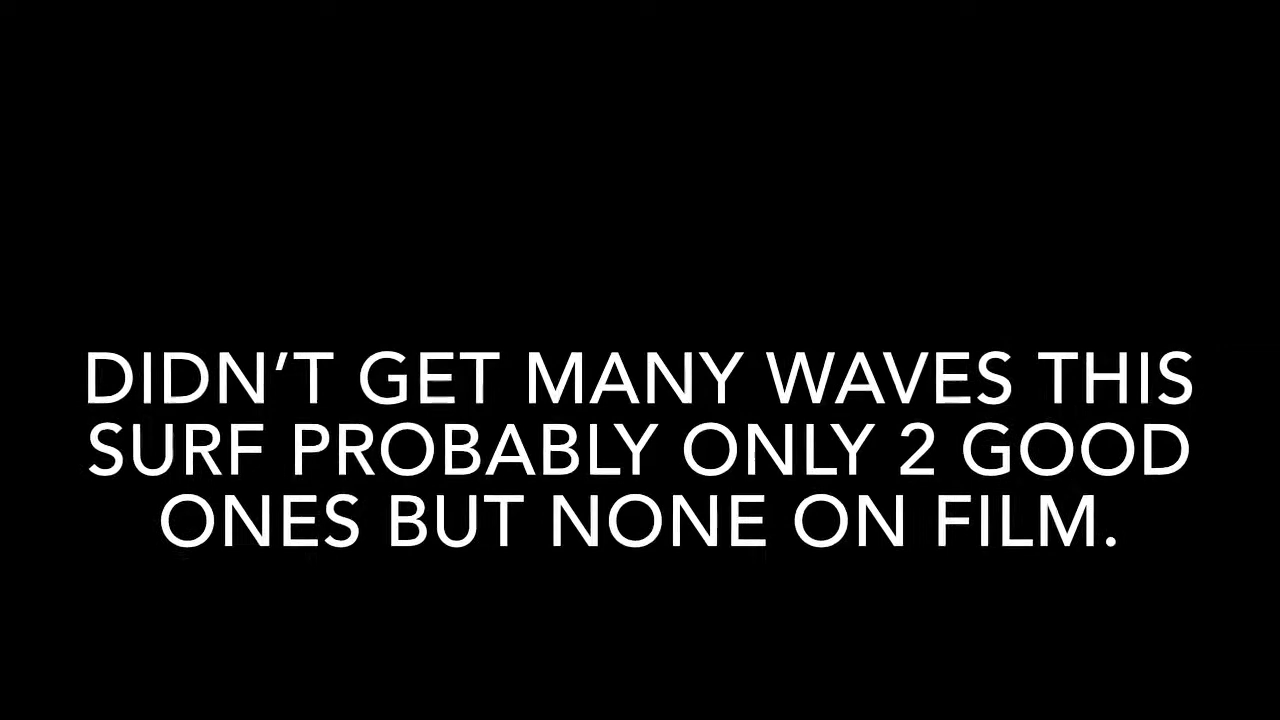 DIDN’T GET MANY WAVES THIS
SURF PROBABLY ONLY 2 GOOD
ONES BUT NONE ON FILM.